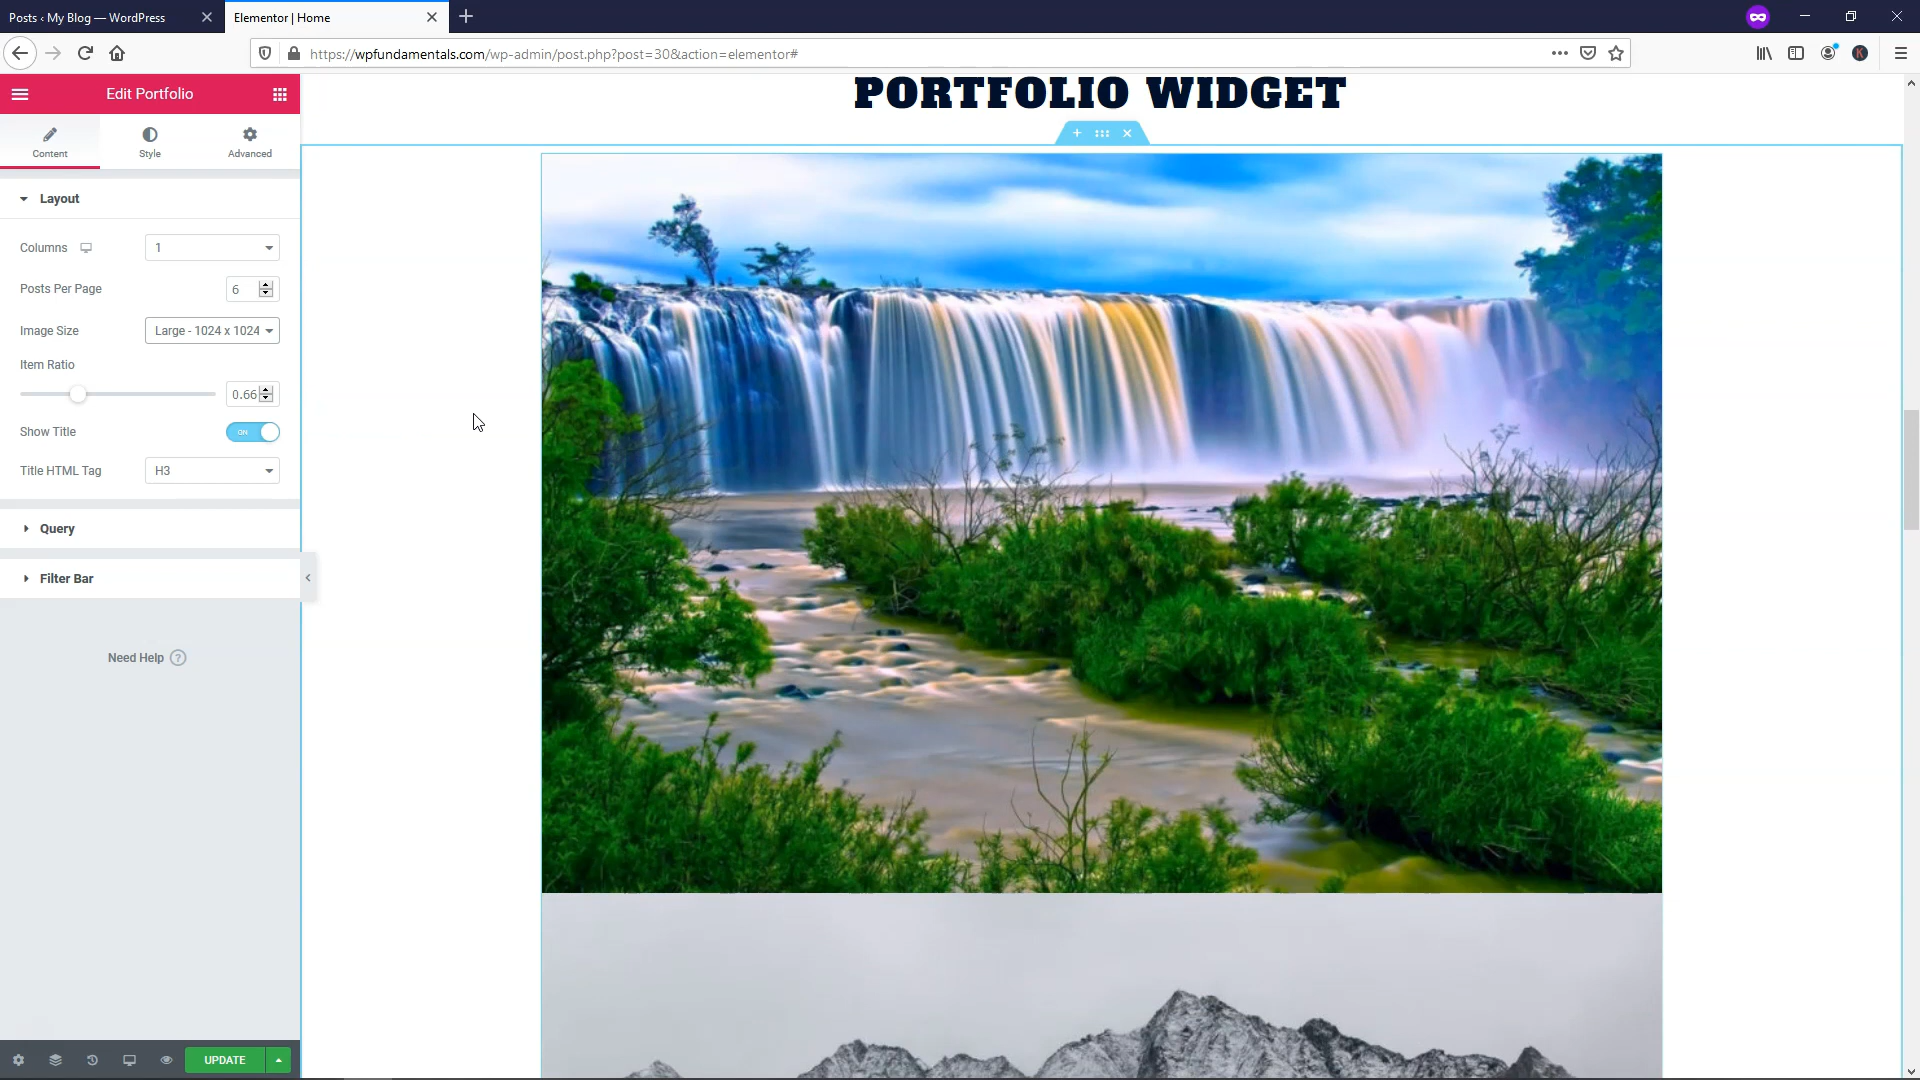 Posts ‹ My Blog — WordPress
Elementor | Home
https://wpfundamentals.com/wp-admin/post.php?post=30&action=elementor#
K
Edit Portfolio
Content
Style
Advanced
Layout
Columns
1
Posts Per Page
6
Image Size
Large - 1024 x 1024
Item Ratio
0.66
Show Title
ON
Title HTML Tag
H3
Query
Filter Bar
Need Help ?
UPDATE
PORTFOLIO WIDGET